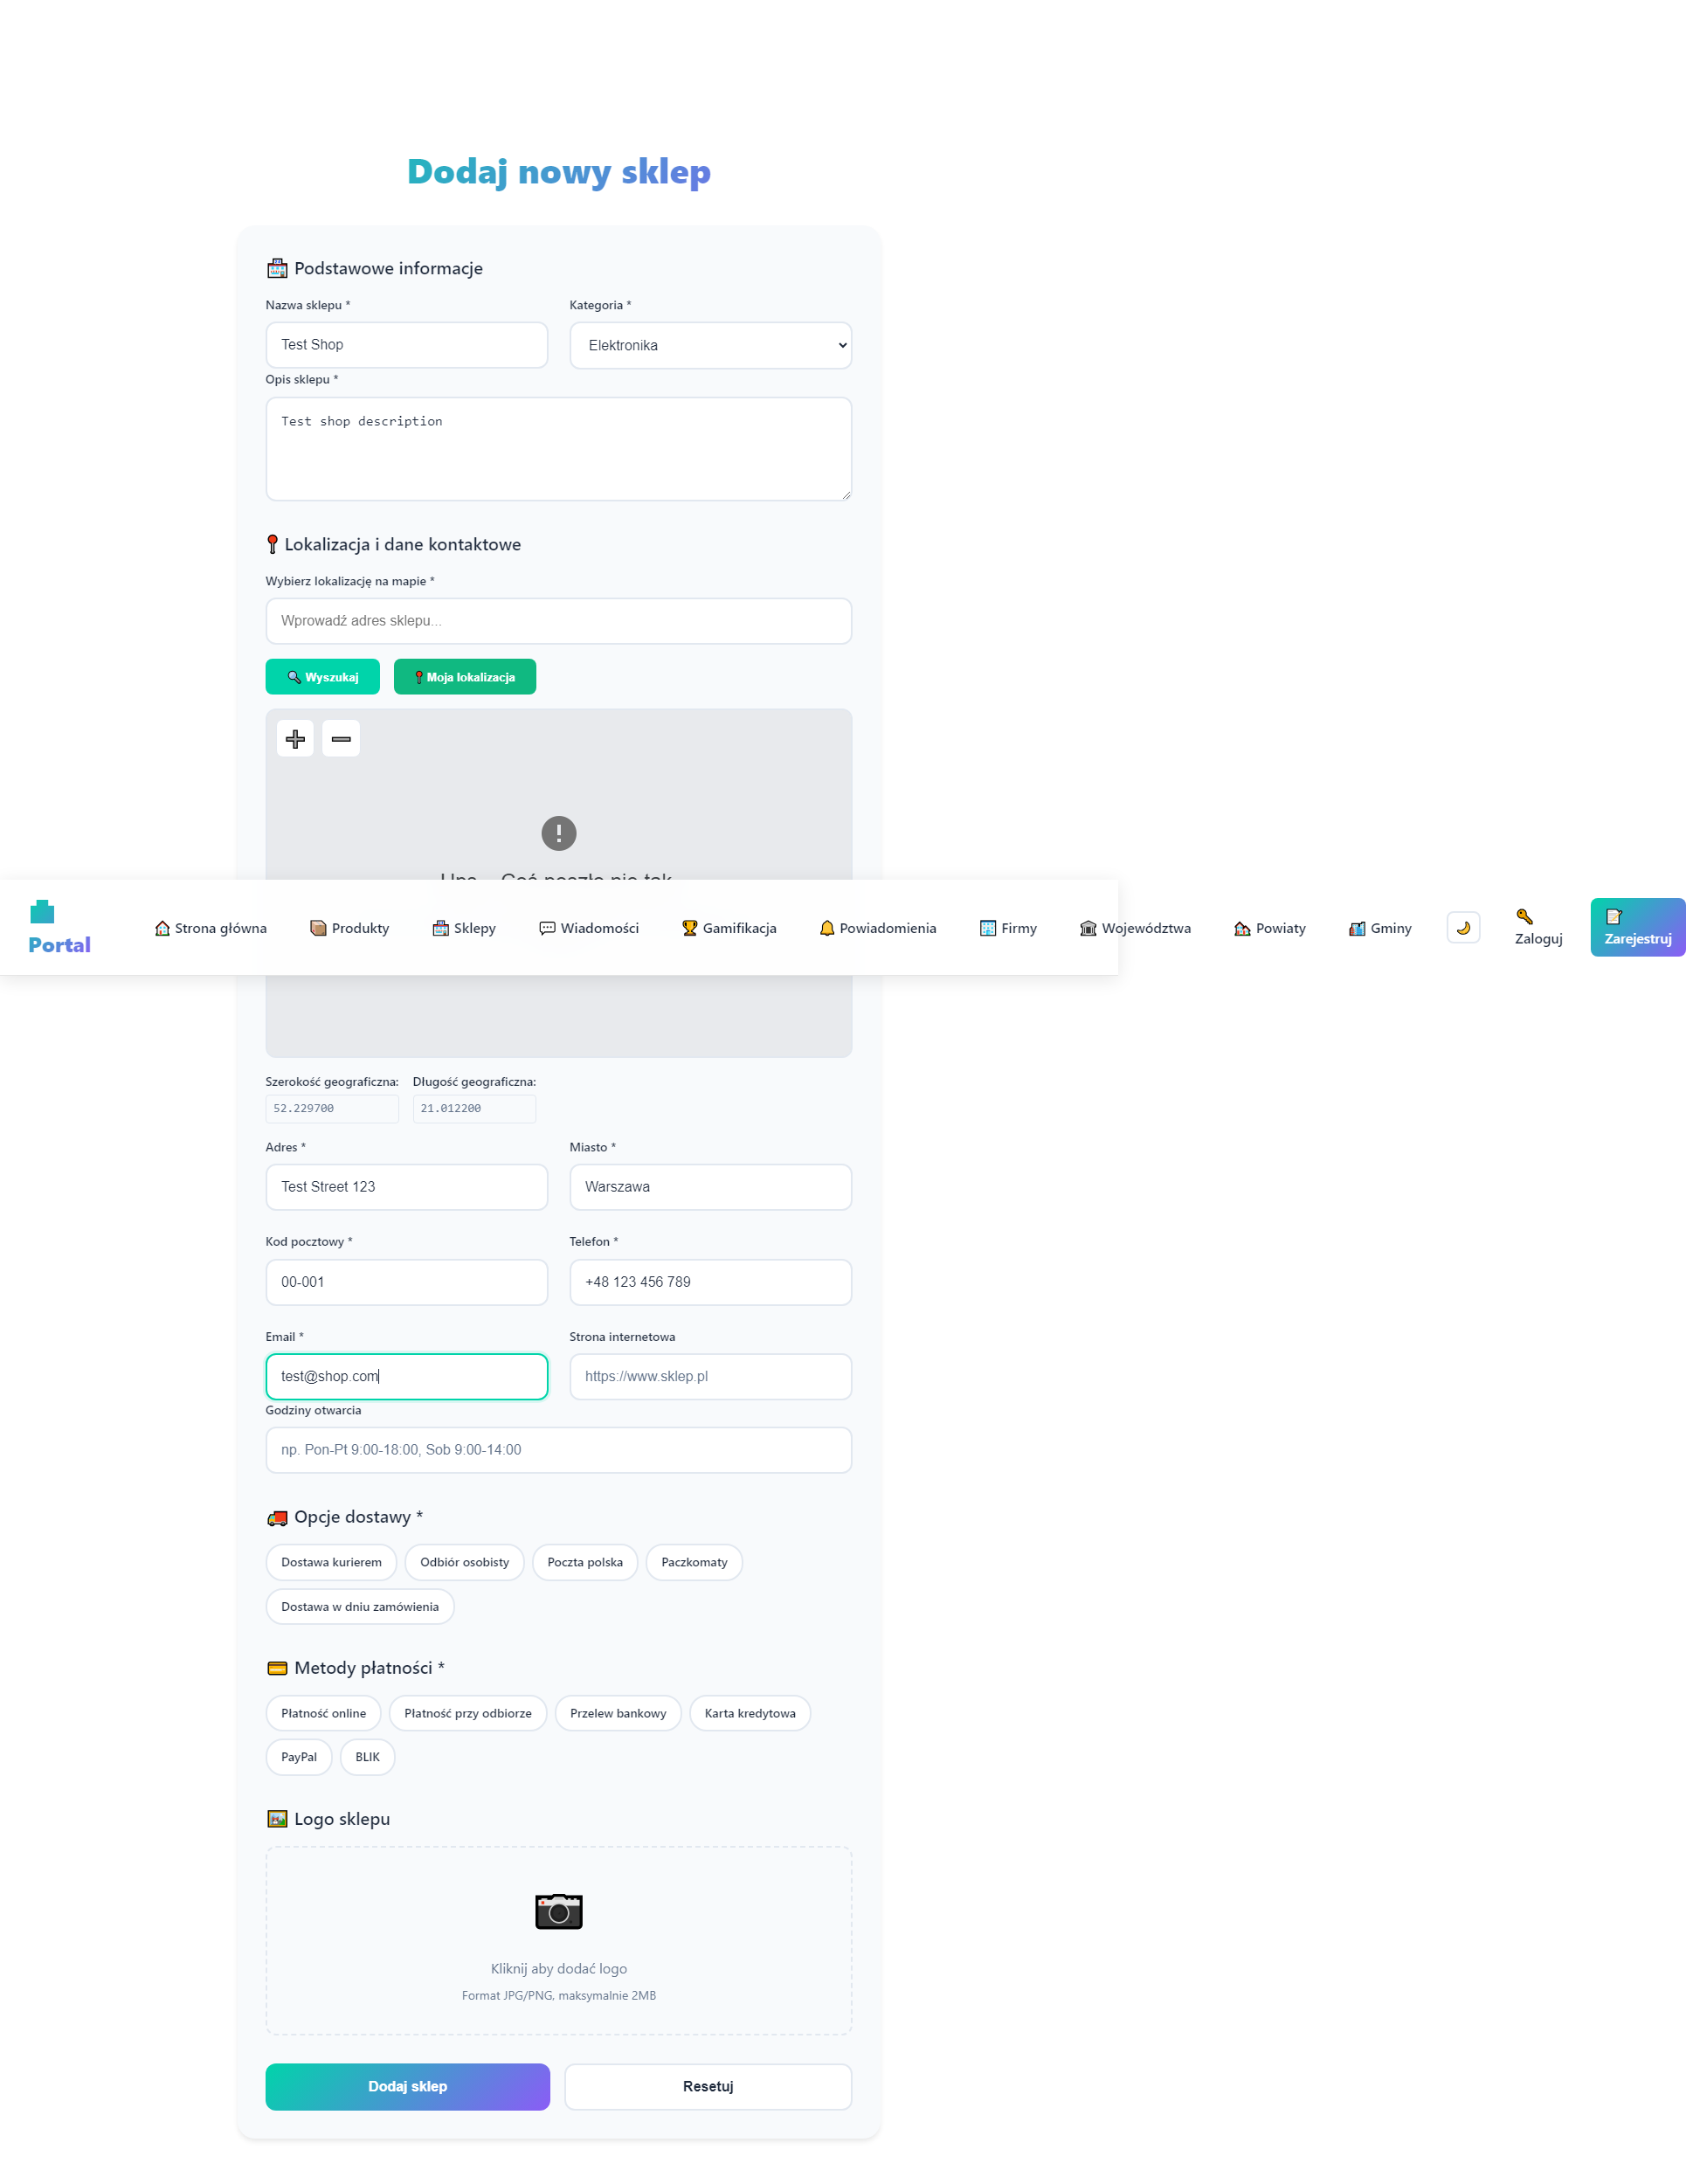 Dodaj nowy sklep
Podstawowe informacje
Nazwa sklepu *
Kategoria *
Test Shop
Elektronika
Opis sklepu *
Test shop description
Lokalizacja i dane kontaktowe
Wybierz lokalizację na mapie *
Wprowadź adres sklepu...
Wyszukaj
Moja lokalizacja
Portal
Strona główna
Produkty
Sklepy
Wiadomości
Gamifikacja
Powiadomienia
Firmy
Województwa
Powiaty
Gminy
Zaloguj
Zarejestruj
Szerokość geograficzna:
Długość geograficzna:
52.229700
21.012200
Adres *
Miasto *
Test Street 123
Warszawa
Kod pocztowy *
Telefon *
00-001
+48 123 456 789
Email *
Strona internetowa
test@shop.com
https://www.sklep.pl
Godziny otwarcia
np. Pon-Pt 9:00-18:00, Sob 9:00-14:00
Opcje dostawy *
Dostawa kurierem
Odbiór osobisty
Poczta polska
Paczkomaty
Dostawa w dniu zamówienia
Metody płatności *
Płatność online
Płatność przy odbiorze
Przelew bankowy
Karta kredytowa
PayPal
BLIK
Logo sklepu
Kliknij aby dodać logo
Format JPG/PNG, maksymalnie 2MB
Dodaj sklep
Resetuj